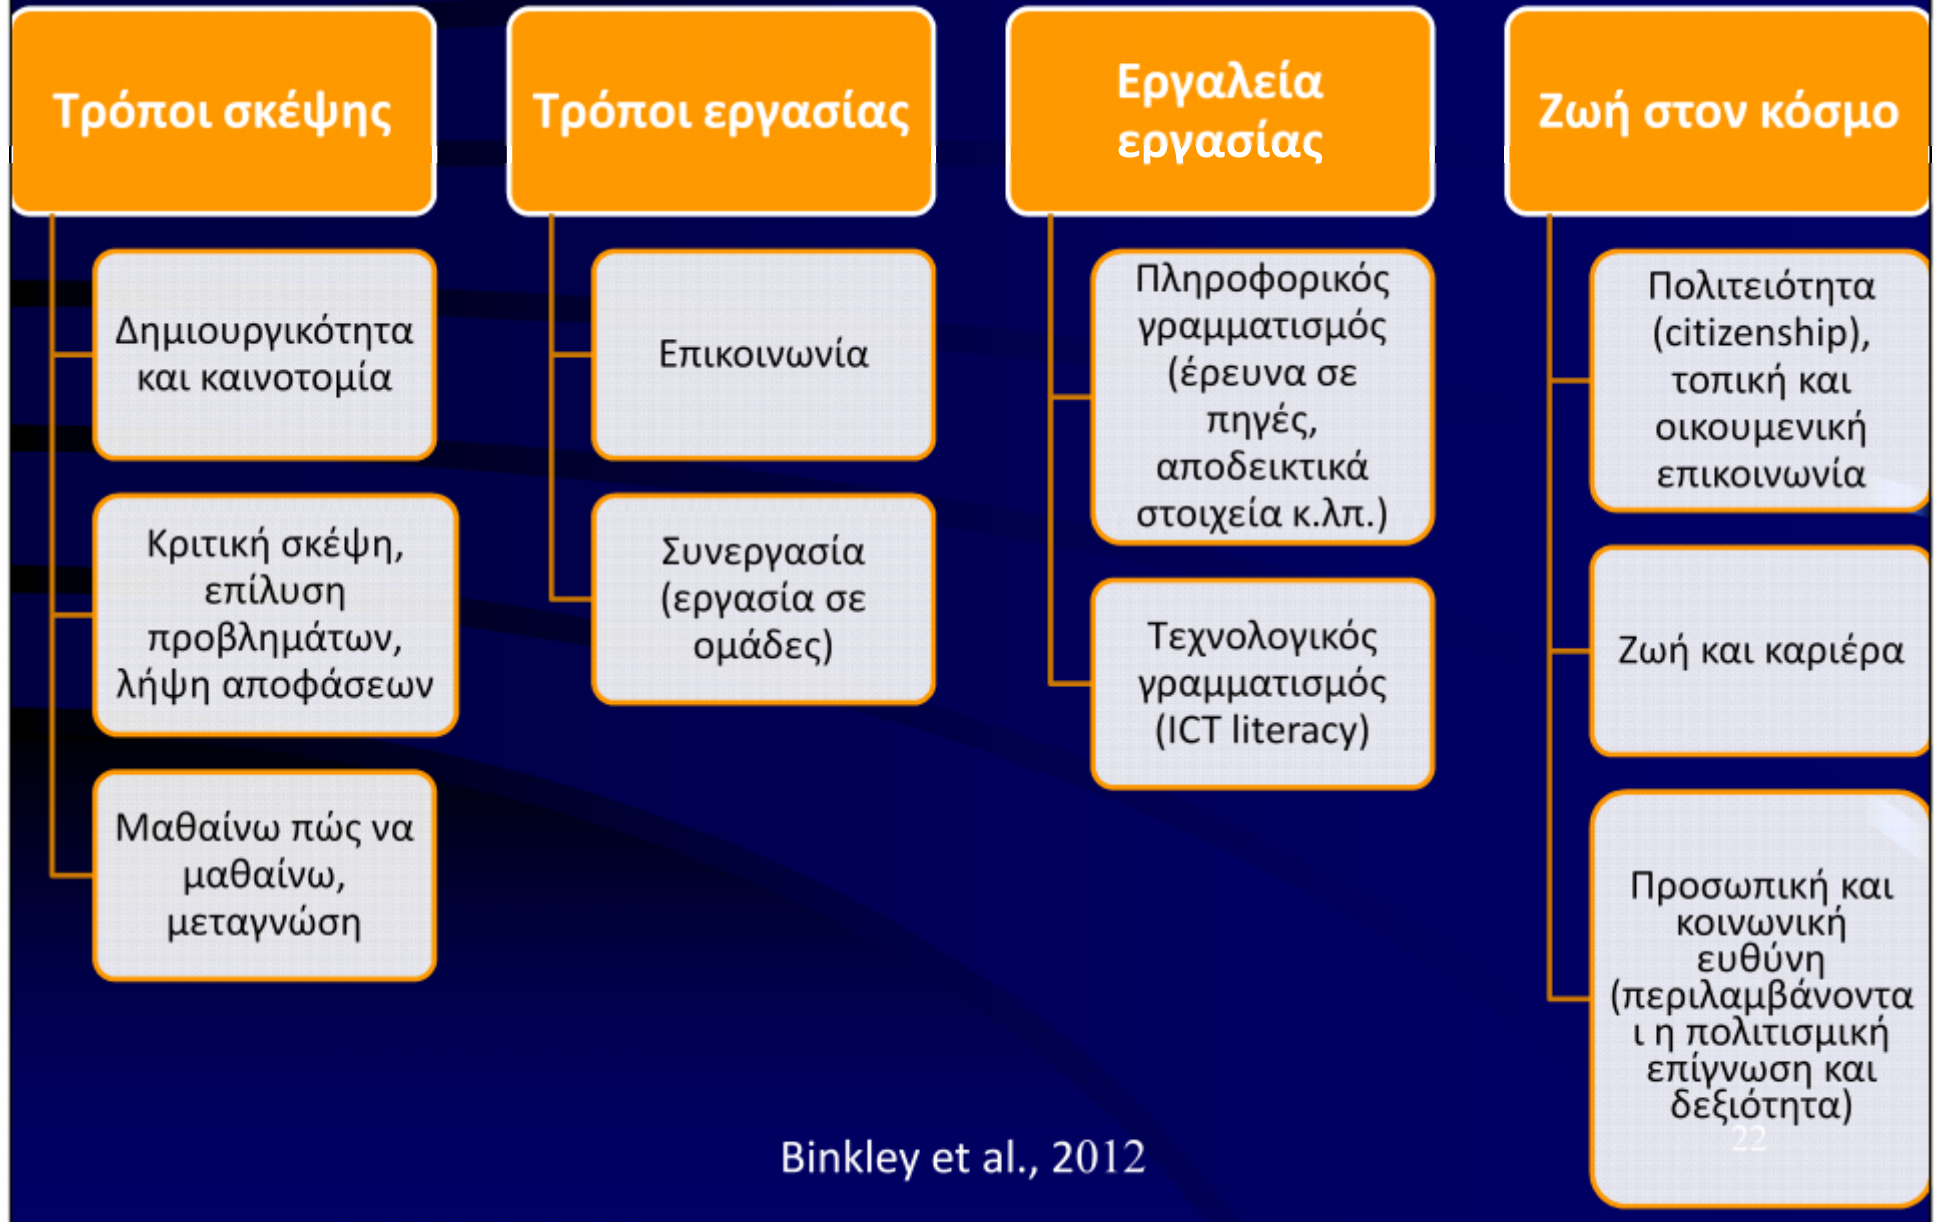 Τρόποι σκέψης
Δημιουργικότητα
και καινοτομία
Κριτική σκέψη,
επίλυση
προβλημάτων,
λήψη αποφάσεων
Μαθαίνω πώς να
μαθαίνω,
μεταγνώση
Τρόποι εργασίας
Επικοινωνία
Συνεργασία
(εργασία σε
ομάδες)
Εργαλεία
εργασίας
Πληροφορικός
γραμματισμός
(έρευνα σε
πηγές,
αποδεικτικά
στοιχεία κ.λπ.)
Τεχνολογικός
γραμματισμός
(ICT literacy)
Ζωή στον κόσμο
Πολιτειότητα
(citizenship),
τοπική και
οικουμενική
επικοινωνία
Ζωή και καριέρα
Προσωπική και
κοινωνική
ευθύνη
(περιλαμβάνοντα
ι η πολιτισμική
επίγνωση και
δεξιότητα)
22
Binkley et al., 2012